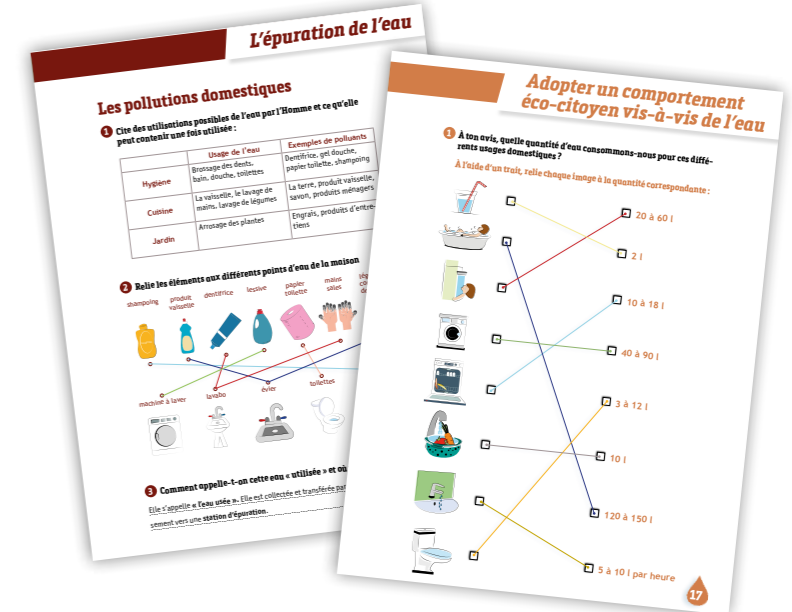 L'épuration de l'eau
Les pollutions domestiques
1 Cite des utilisations possibles de l'eau par l'Homme et ce qu'elle
peut contenir une fois utilisée :
Usage de l'eau
Exemples de polluants
Hygiène
Brossage des dents,
bain, douche, toilettes
Dentifrice, gel douche,
papier toilette, shampoing
Cuisine
La vaisselle, le lavage de
mains, lavage de légumes
La terre, produit vaisselle,
savon, produits ménagers
Jardin
Arrosage des plantes
Engrais, produits d'entre-
tiens
2 Relie les éléments aux différents points d'eau de la maison
shampoing
produit
vaisselle
dentifrice
lessive
papier
toilette
mains
sales
machine à laver
lavabo
évier
toilettes
3 Comment appelle-t-on cette eau « utilisée » et où
Elle s'appelle « l'eau usée ». Elle est collectée et transférée par
sement vers une station d'épuration.
Adopter un comportement
éco-citoyen vis-à-vis de l'eau
1 À ton avis, quelle quantité d'eau consommons-nous pour ces diffé-
rents usages domestiques ?
À l'aide d'un trait, relie chaque image à la quantité correspondante :
20 à 60 l
2 l
10 à 18 l
40 à 90 l
3 à 12 l
10 l
120 à 150 l
5 à 10 l par heure
17